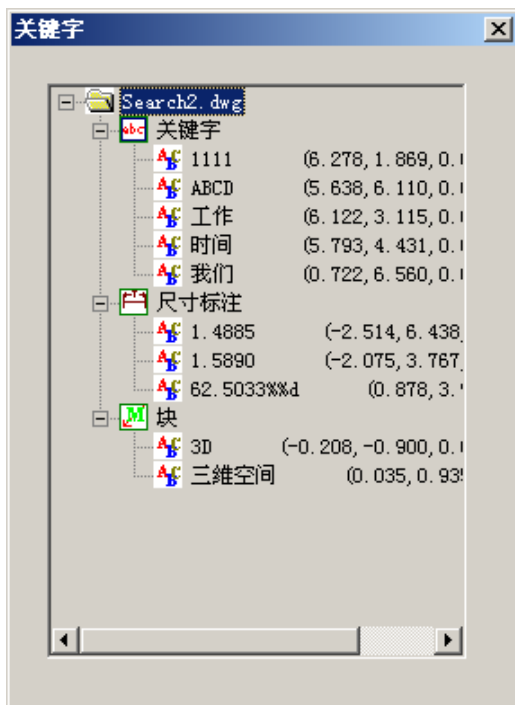 关键字
Search2.dwg
关键字
1111 (6.278,1.869,0.
ABCD (5.638,6.110,0.
工作 (6.122,3.115,0.
时间 (5.793,4.431,0.
我们 (0.722,6.560,0.
尺寸标注
1.4885 (-2.514,6.438
1.5890 (-2.075,3.767
62.5033%%d (0.878,3.
块
3D (-0.208,-0.900,0.
三維空间 (0.035,0.93